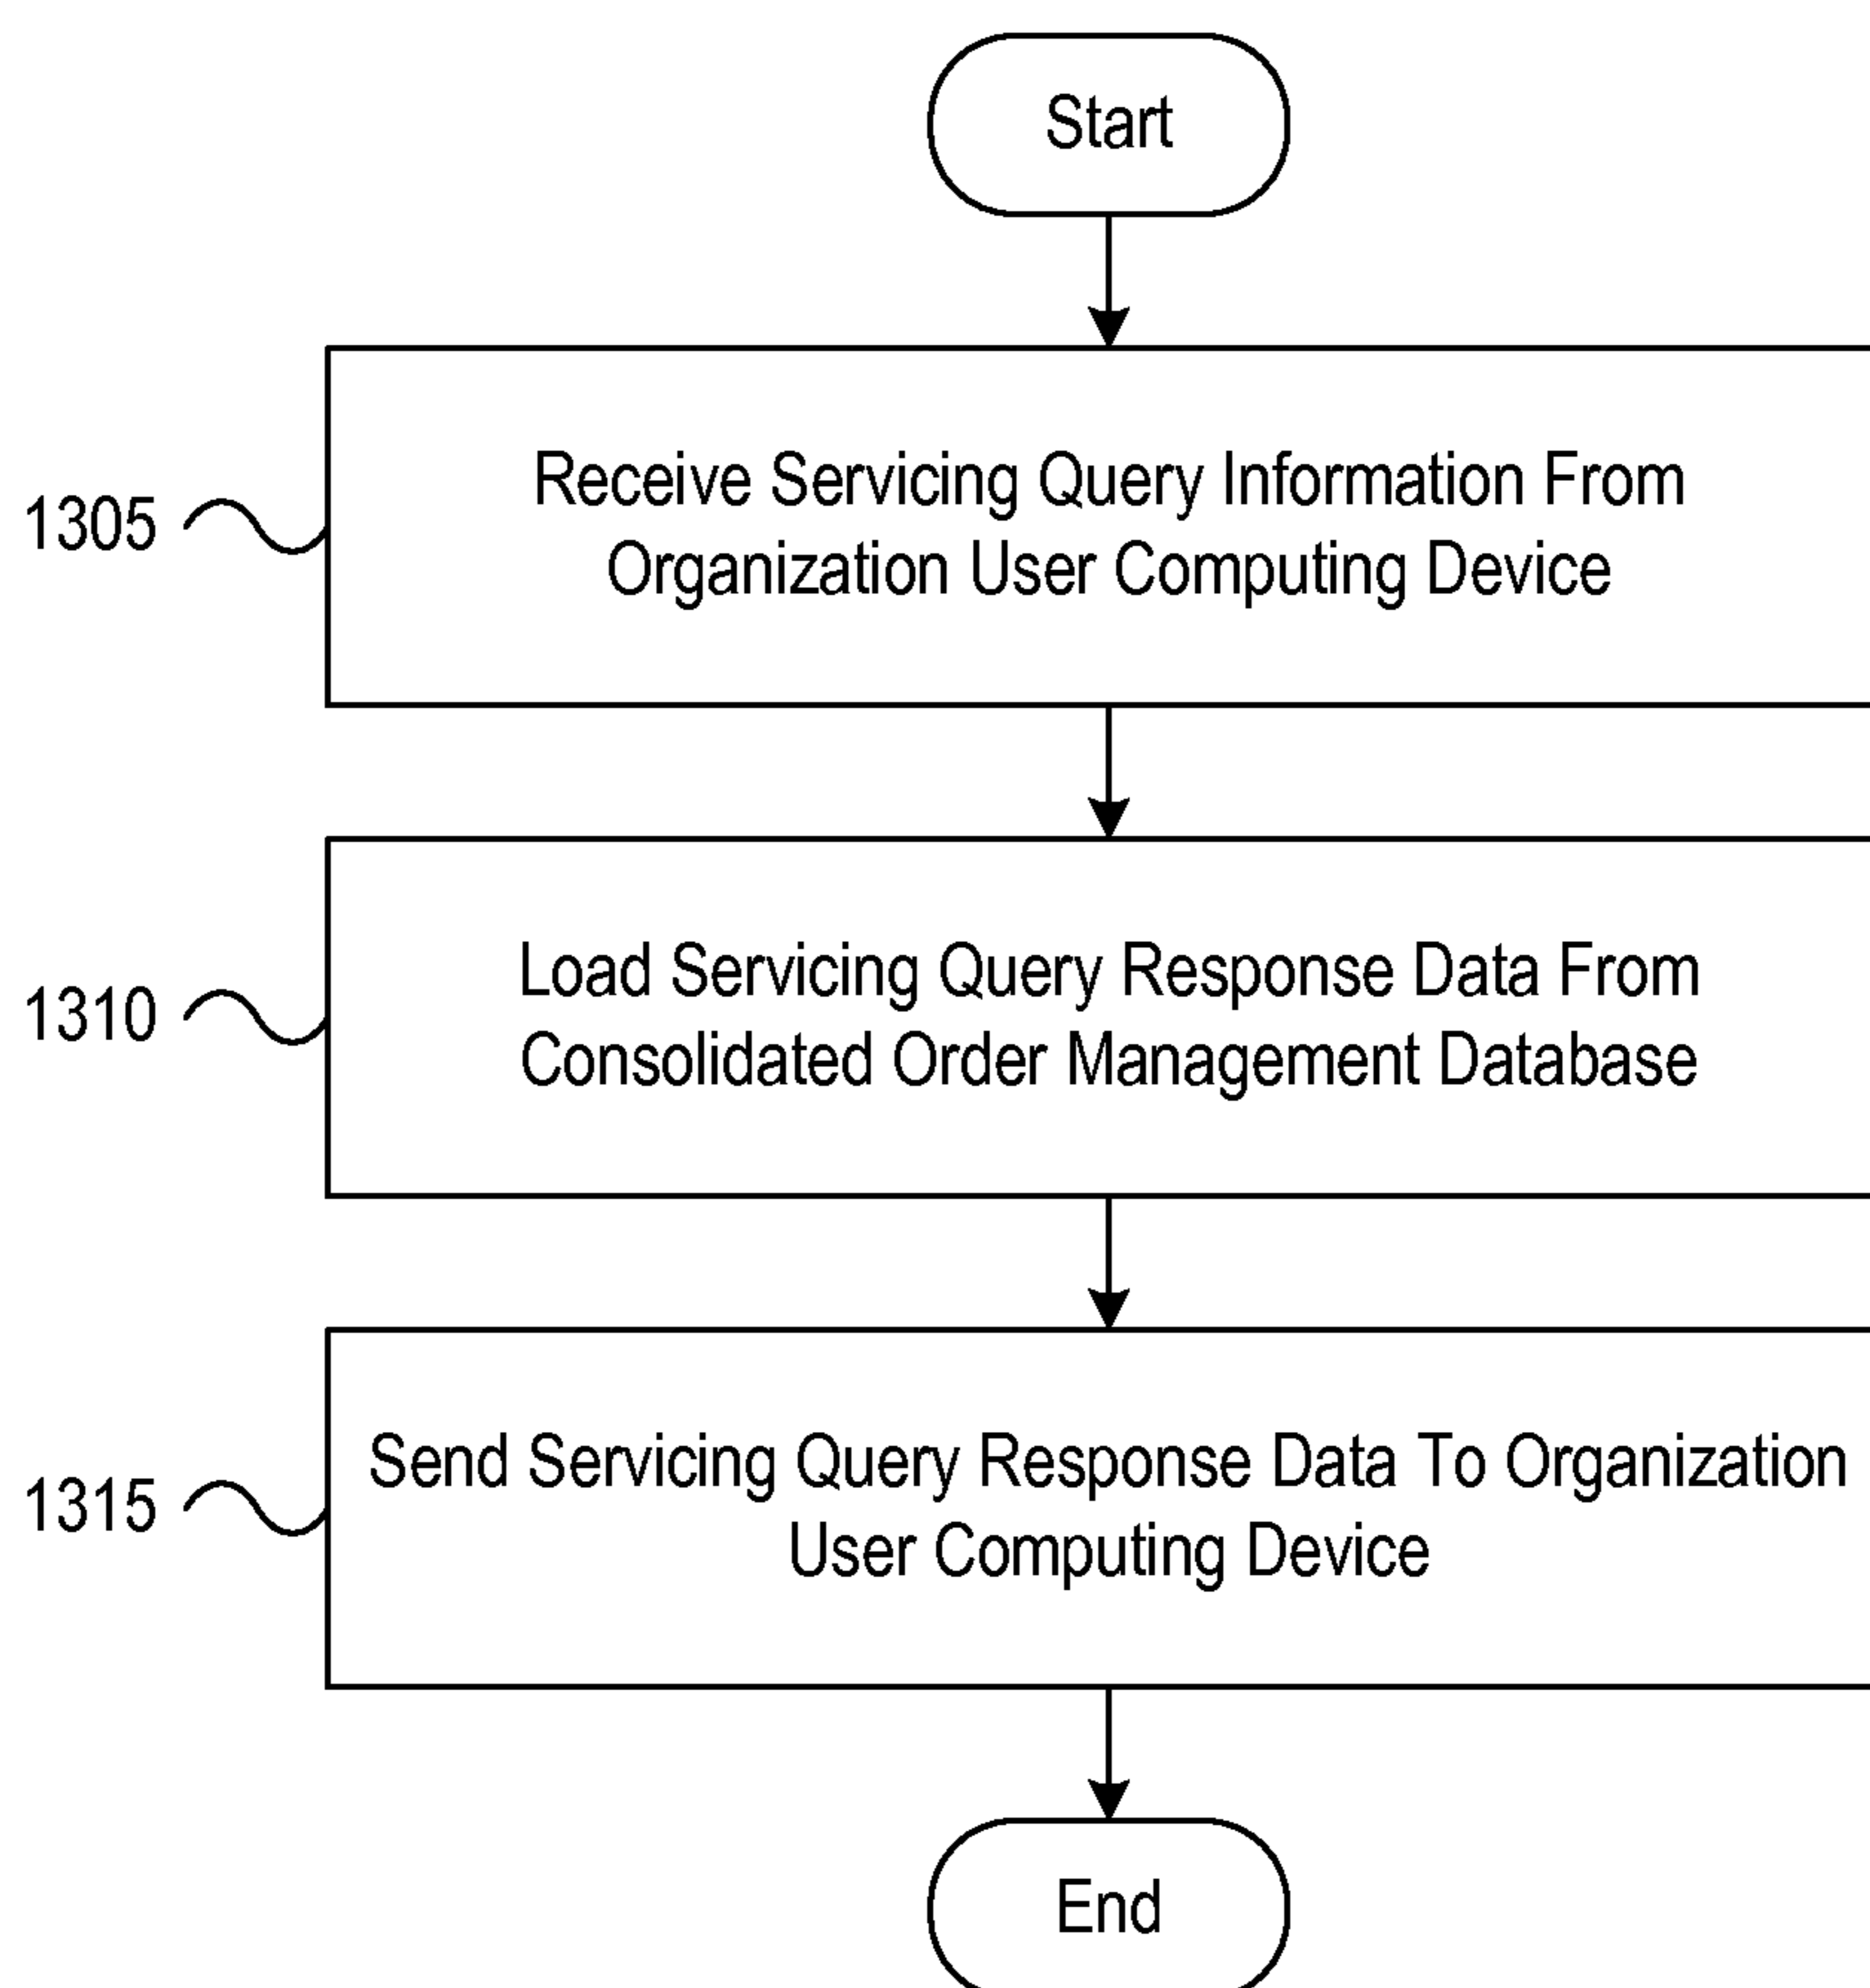 Start
1305
Receive Servicing Query Information From
Organization User Computing Device
1310
Load Servicing Query Response Data From
Consolidated Order Management Database
1315
Send Servicing Query Response Data To Organization
User Computing Device
End